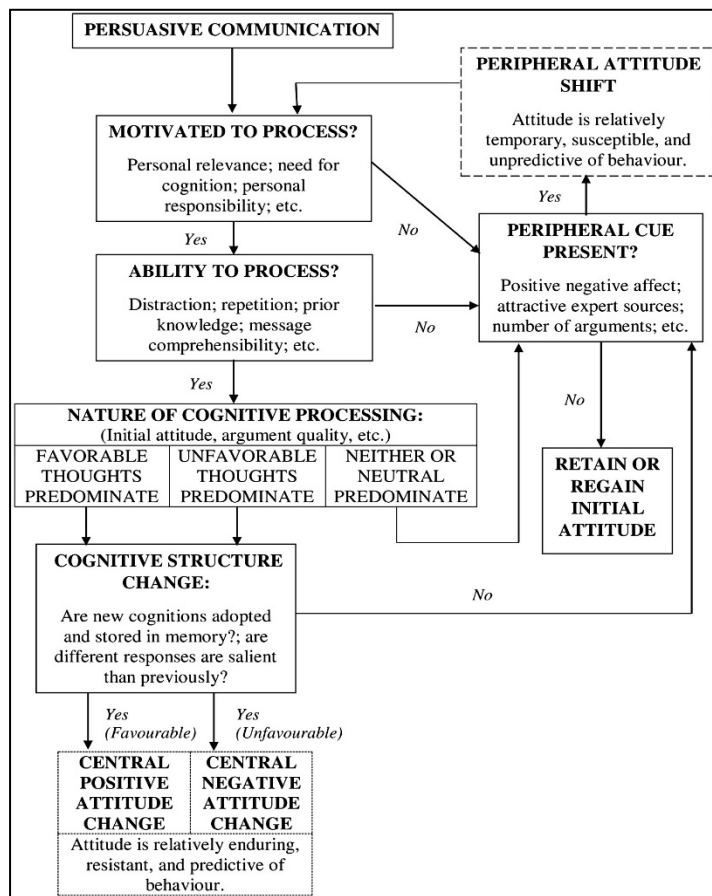 PERSUASIVE COMMUNICATION
PERIPHERAL ATTITUDE
SHIFT
Attitude is relatively
temporary, susceptible, and
unpredictive of behaviour.
MOTIVATED TO PROCESS?
Personal relevance; need for
cognition; personal
responsibility; etc.
Yes
No
Yes
PERIPHERAL CUE
PRESENT?
Positive negative affect;
attractive expert sources;
number of arguments; etc.
ABILITY TO PROCESS?
Distraction; repetition; prior
knowledge; message
comprehensibility; etc.
No
Yes
No
NATURE OF COGNITIVE PROCESSING:
(Initial attitude, argument quality, etc.)
FAVORABLE
THOUGHTS
PREDOMINATE
UNFAVORABLE
THOUGHTS
PREDOMINATE
NEITHER OR
NEUTRAL
PREDOMINATE
RETAIN OR
REGAIN
INITIAL
ATTITUDE
COGNITIVE STRUCTURE
CHANGE:
Are new cognitions adopted
and stored in memory?; are
different responses are salient
than previously?
No
Yes
(Favourable)
Yes
(Unfavourable)
CENTRAL
POSITIVE
ATTITUDE
CHANGE
CENTRAL
NEGATIVE
ATTITUDE
CHANGE
Attitude is relatively enduring,
resistant, and predictive of
behaviour.